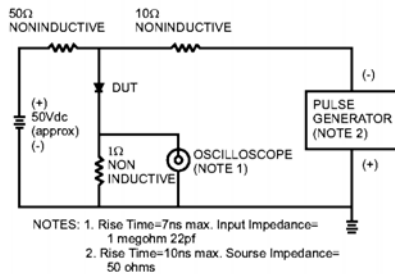 50Ω
NONINDUCTIVE
10Ω
NONINDUCTIVE
(+)
50Vdc
(approx)
(-)
DUT
1Ω
NON
INDUCTIVE
OSCILLOSCOPE
(NOTE 1)
(-)
PULSE
GENERATOR
(NOTE 2)
(+)
NOTES: 1. Rise Time=7ns max. Input Impedance=
1 megohm 22pf
2. Rise Time=10ns max. Sourse Impedance=
50 ohms